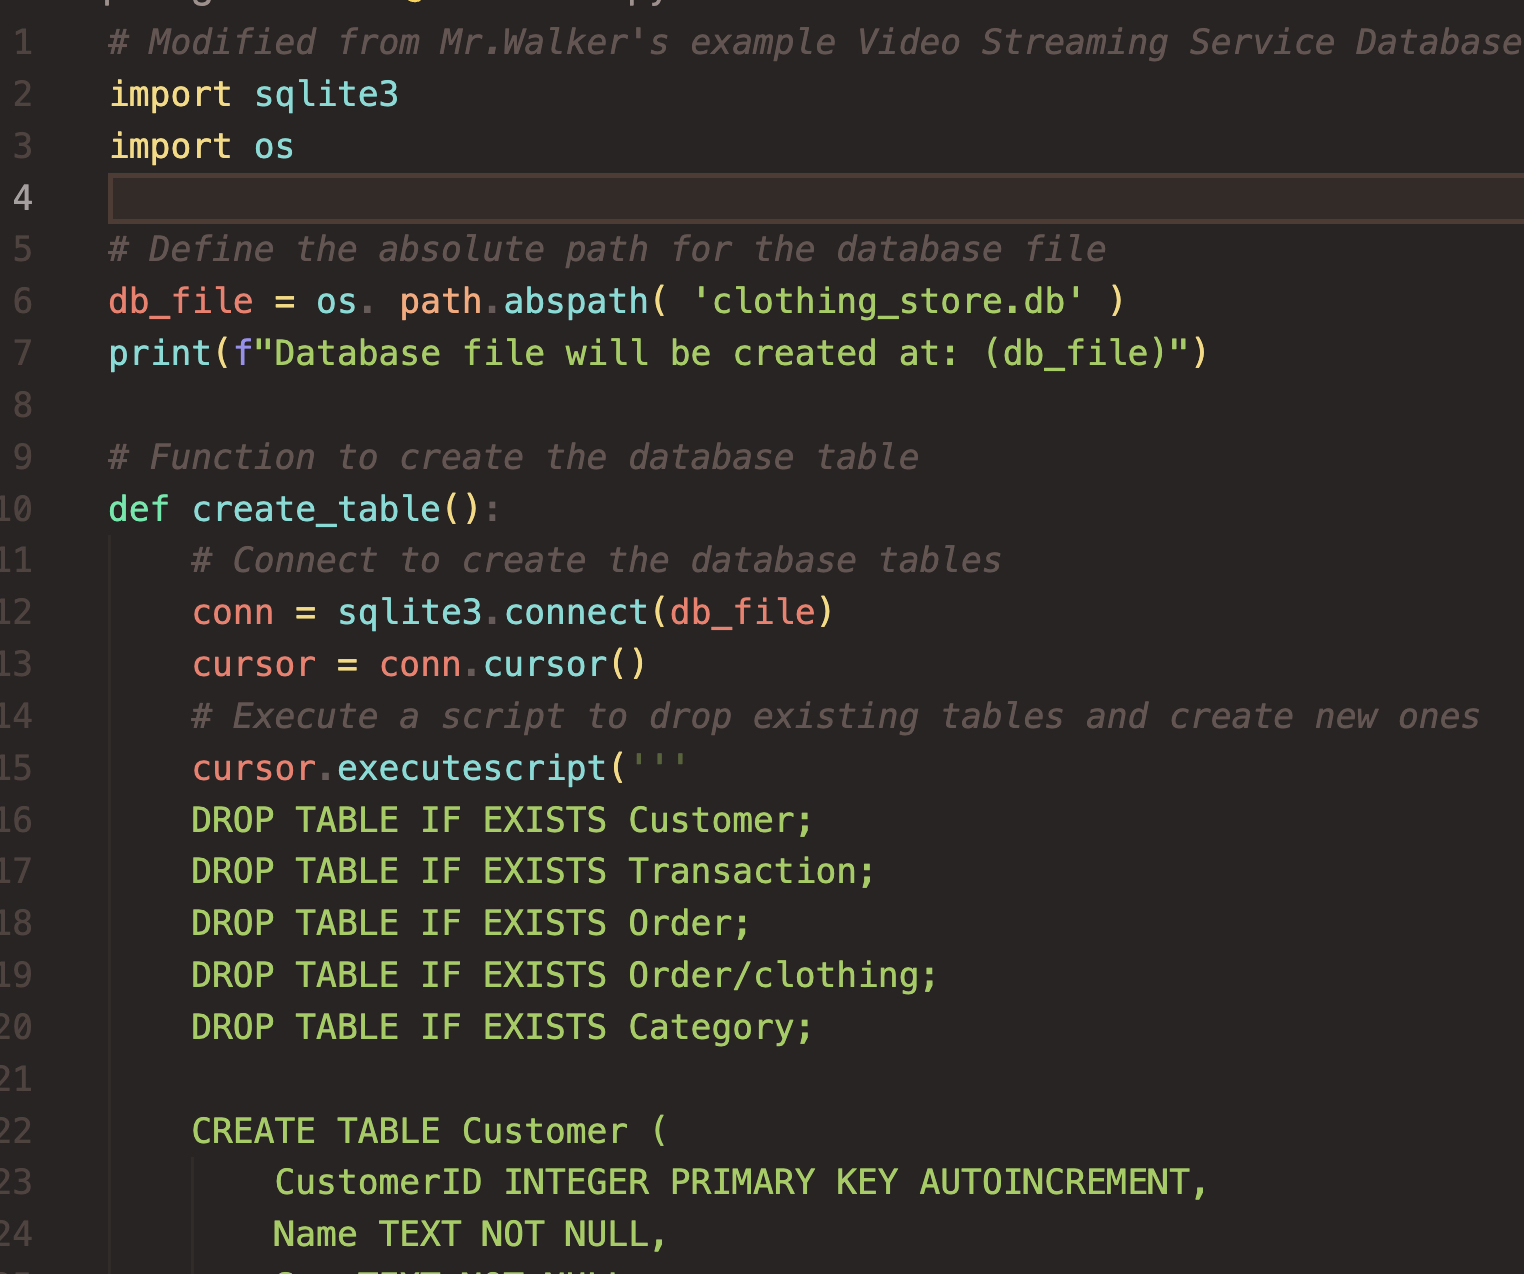 1 # Modified from Mr.Walker's example Video Streaming Service Database
2 import sqlite3
3 import os
4
5 # Define the absolute path for the database file
6 db_file = os. path.abspath( 'clothing_store.db' )
7 print(f"Database file will be created at: (db_file)")
8
9 # Function to create the database table
10 def create_table():
11 # Connect to create the database tables
12 conn = sqlite3.connect(db_file)
13 cursor = conn.cursor()
14 # Execute a script to drop existing tables and create new ones
15 cursor.executescript('''
16 DROP TABLE IF EXISTS Customer;
17 DROP TABLE IF EXISTS Transaction;
18 DROP TABLE IF EXISTS Order;
19 DROP TABLE IF EXISTS Order/clothing;
20 DROP TABLE IF EXISTS Category;
21
22 CREATE TABLE Customer (
23 CustomerID INTEGER PRIMARY KEY AUTOINCREMENT,
24 Name TEXT NOT NULL,